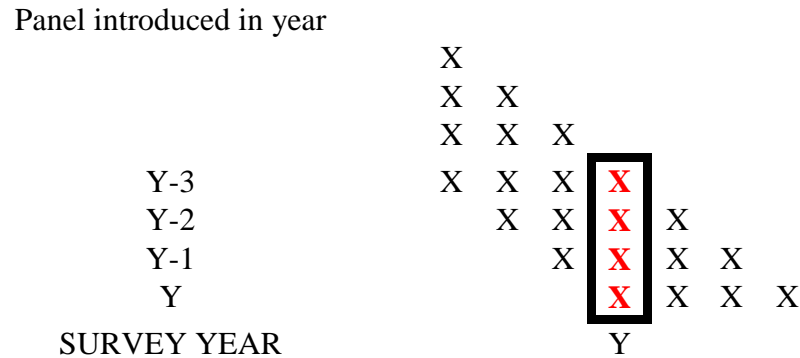 Panel introduced in year
X
X X
X X X
Y-3 X X X X
Y-2 X X X X
Y-1 X X X X
Y X X X X
SURVEY YEAR Y